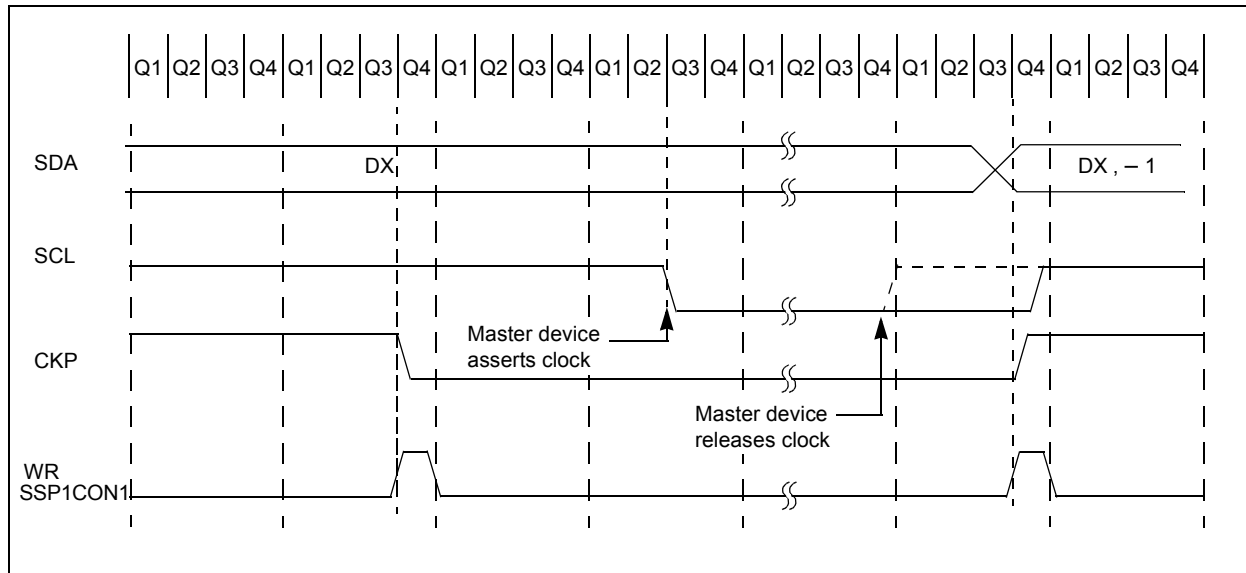 Q1 Q2 Q3 Q4 Q1 Q2 Q3 Q4 Q1 Q2 Q3 Q4 Q1 Q2 Q3 Q4 Q1 Q2 Q3 Q4 Q1 Q2 Q3 Q4 Q1 Q2 Q3 Q4
SDA
DX
DX , – 1
SCL
Master device
asserts clock
CKP
Master device
releases clock
WR
SSP1CON1